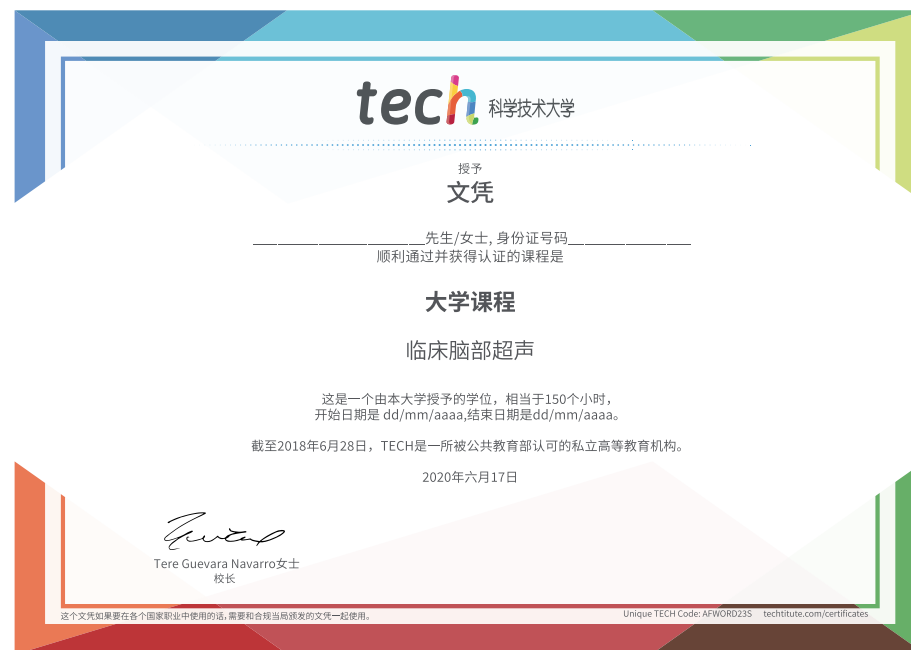 tech 科学技术大学
授予
文凭
______________________先生/女士, 身份证号码________________
顺利通过并获得认证的课程是
大学课程
临床脑部超声
这是一个由本大学授予的学位，相当于150个小时，
开始日期是 dd/mm/aaaa,结束日期是dd/mm/aaaa。
截至2018年6月28日，TECH是一所被公共教育部认可的私立高等教育机构。
2020年六月17日
Tere Guevara Navarro女士
校长
这个文凭如果要在各个国家职业中使用的话,需要和合规当局颁发的文凭一起使用。
Unique TECH Code: AFWORD23S techtitute.com/certificates